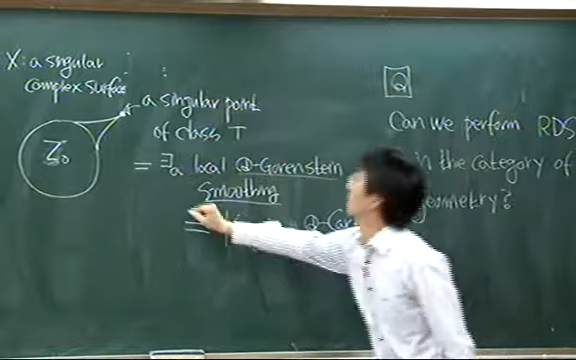 X: a singular
complex surface
a singular point
of class T
Z₀
= ∃ a local Q-Gorenstein
smoothing
=
Q
Can we perform RDS
in the category of
geometry?